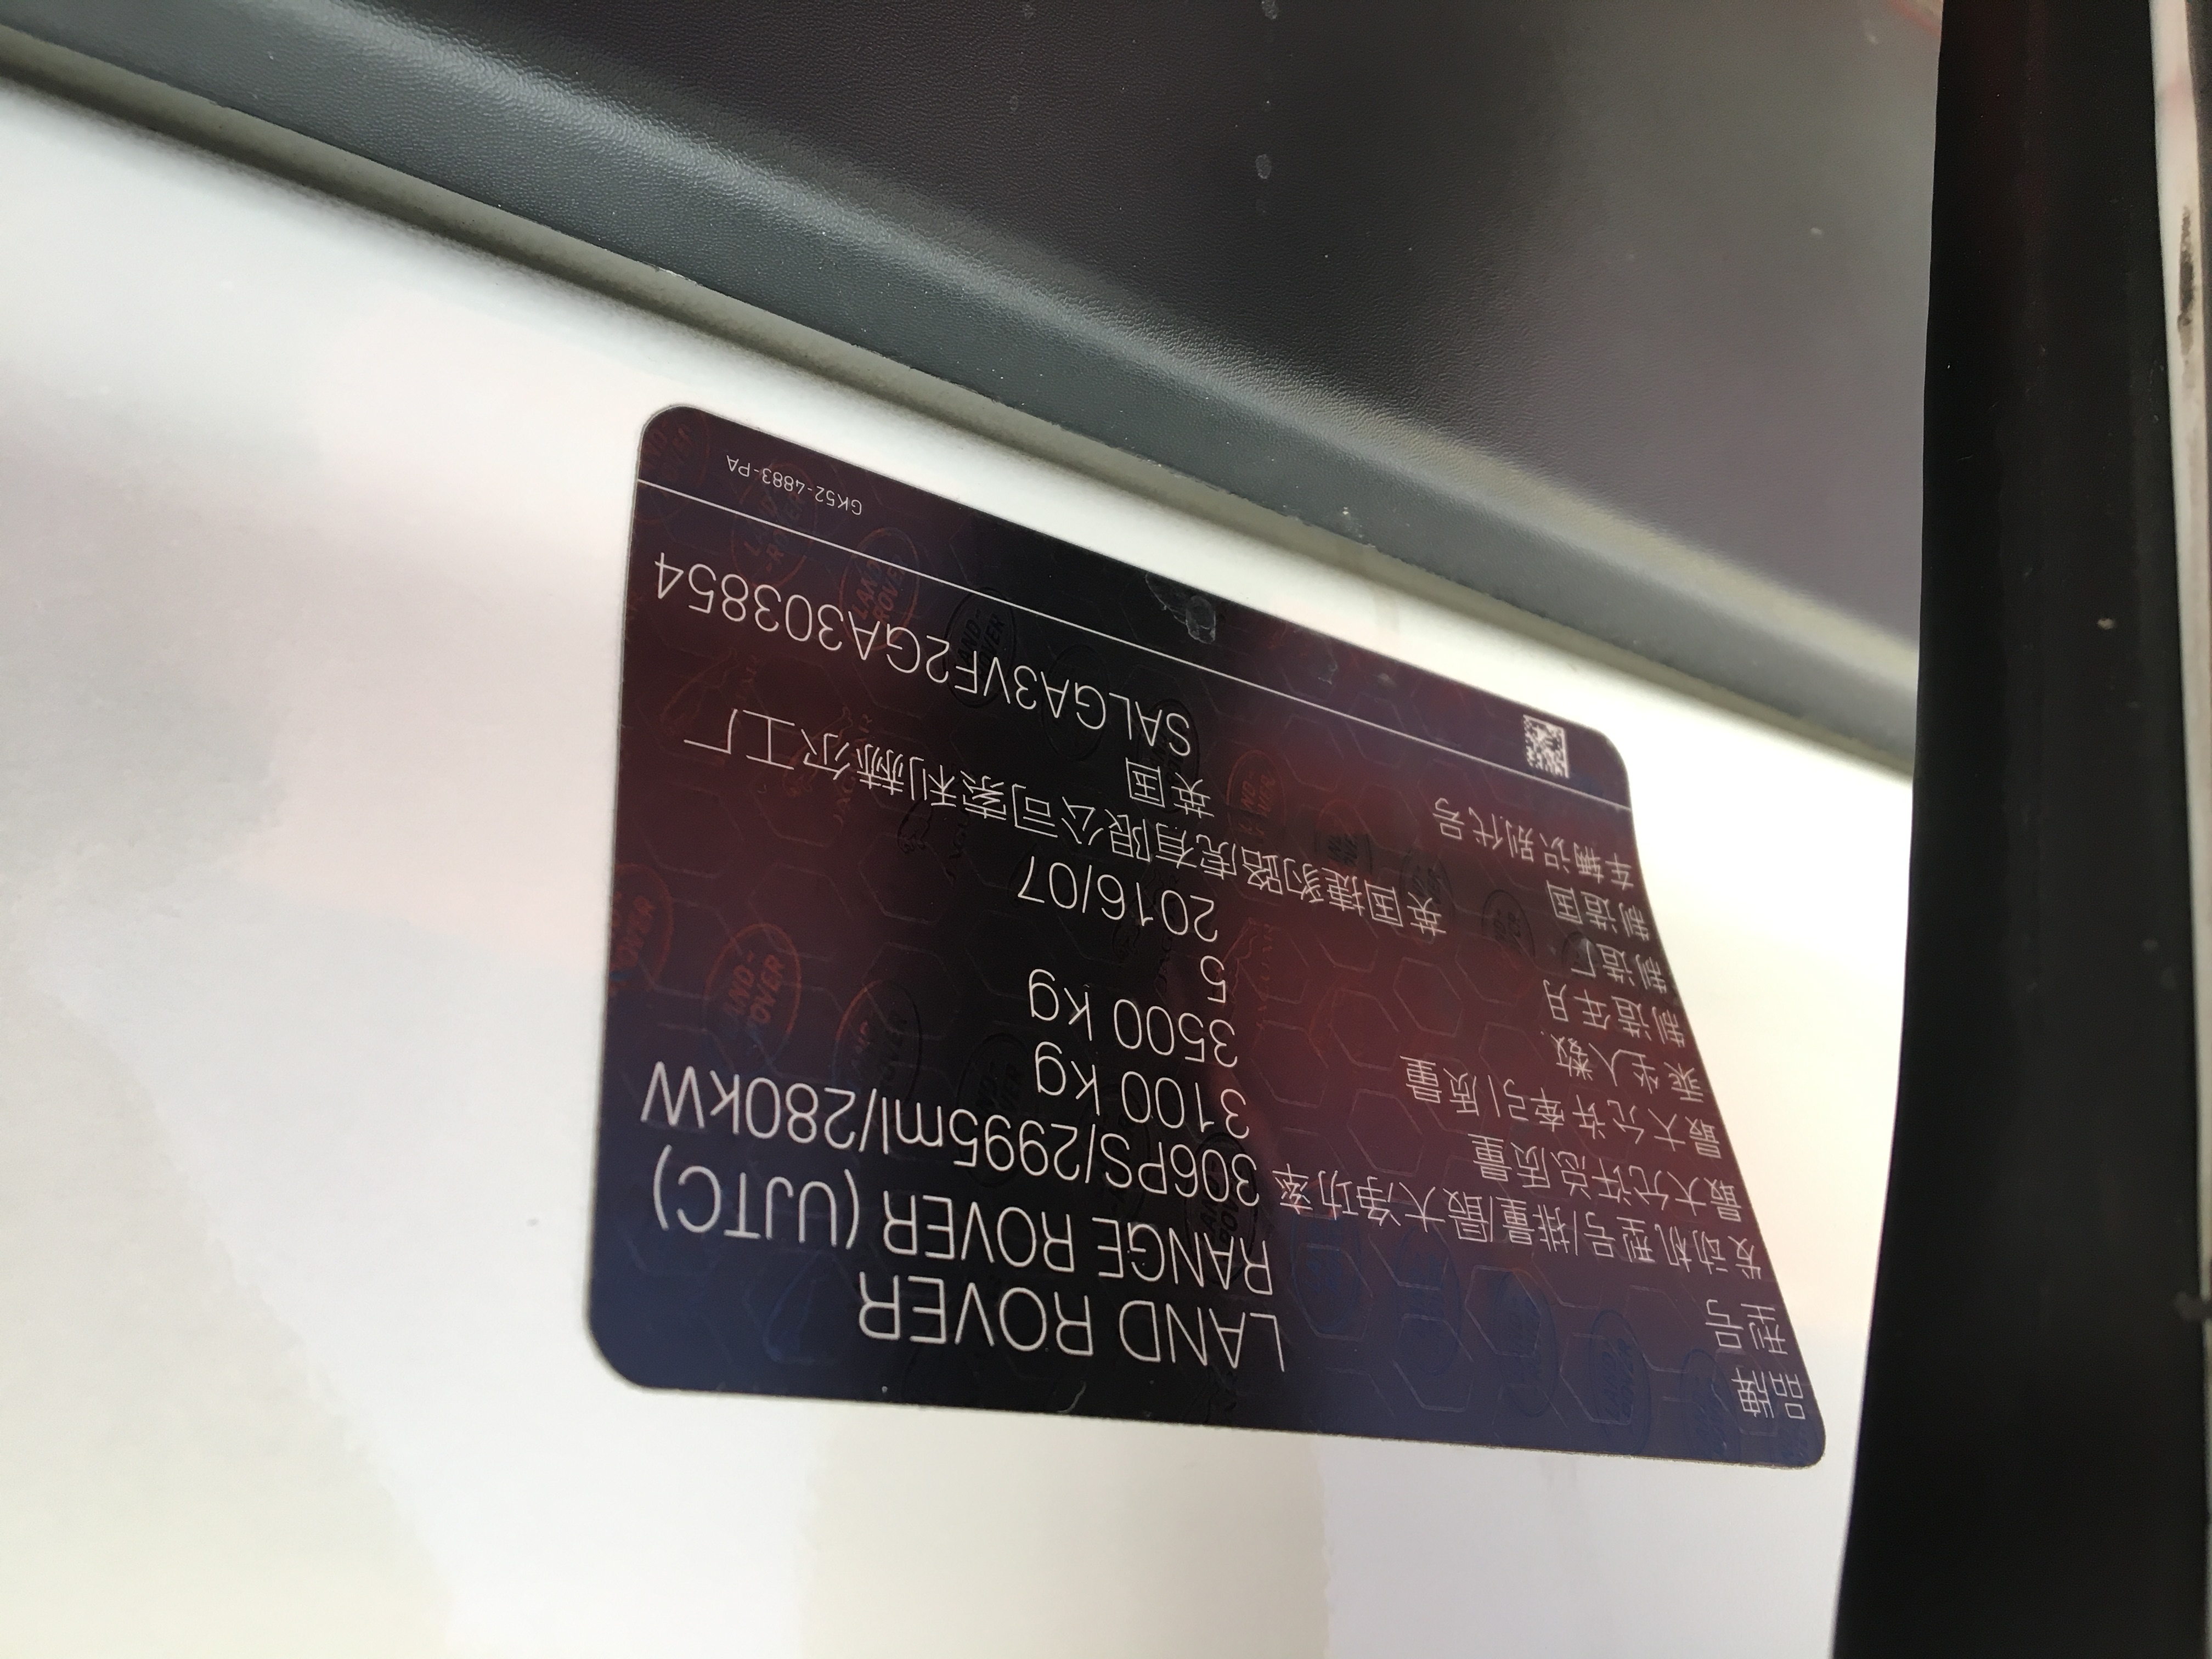 品牌 LAND ROVER
型号 RANGE ROVER (UJTC)
发动机型号/排量/最大净功率 306PS/2995ml/280kW
最大允许总质量 3100 kg
最大允许牵引质量 3500 kg
乘坐人数 5
制造年月 2016/07
制造厂 英国捷豹路虎有限公司索利赫尔工厂
制造国 英国
车辆识别代号 SALGA3VF2GA303854
GK52-4883-PA